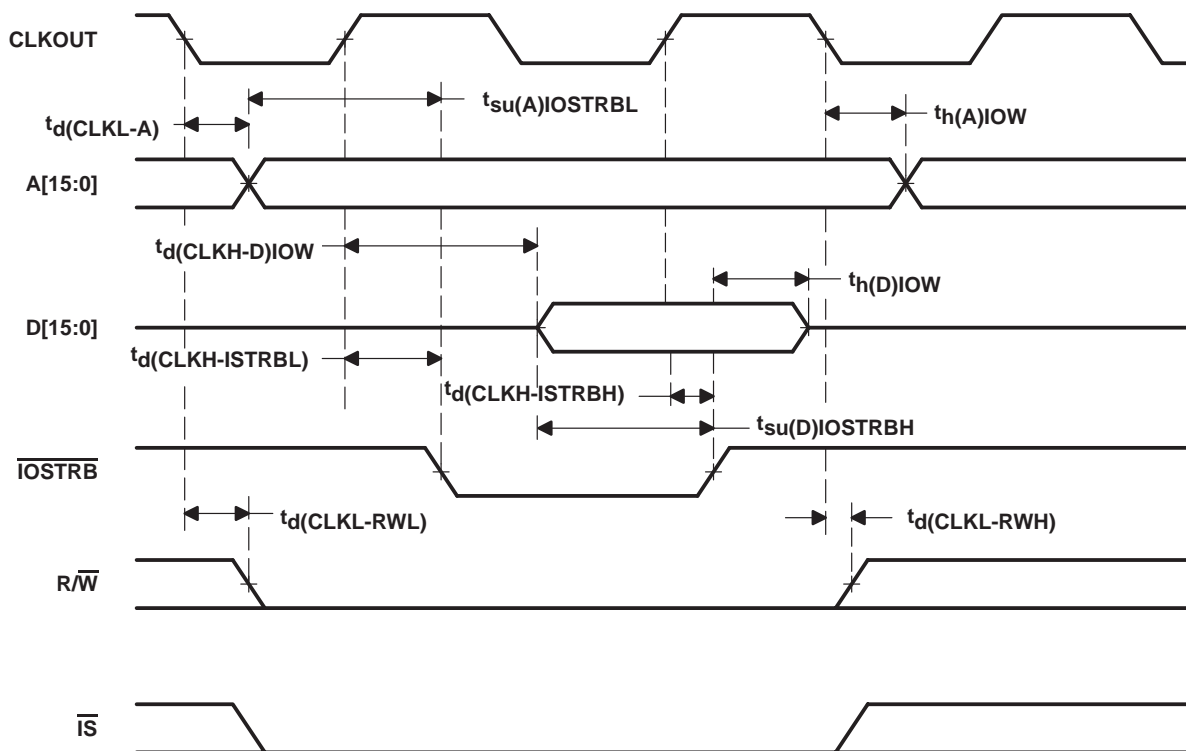 CLKOUT
tsu(A)IOSTRBL
td(CLKL-A)
th(A)IOW
A[15:0]
td(CLKH-D)IOW
th(D)IOW
D[15:0]
td(CLKH-ISTRBL)
td(CLKH-ISTRBH)
tsu(D)IOSTRBH
IOSTRB
td(CLKL-RWL)
td(CLKL-RWH)
R/W
IS